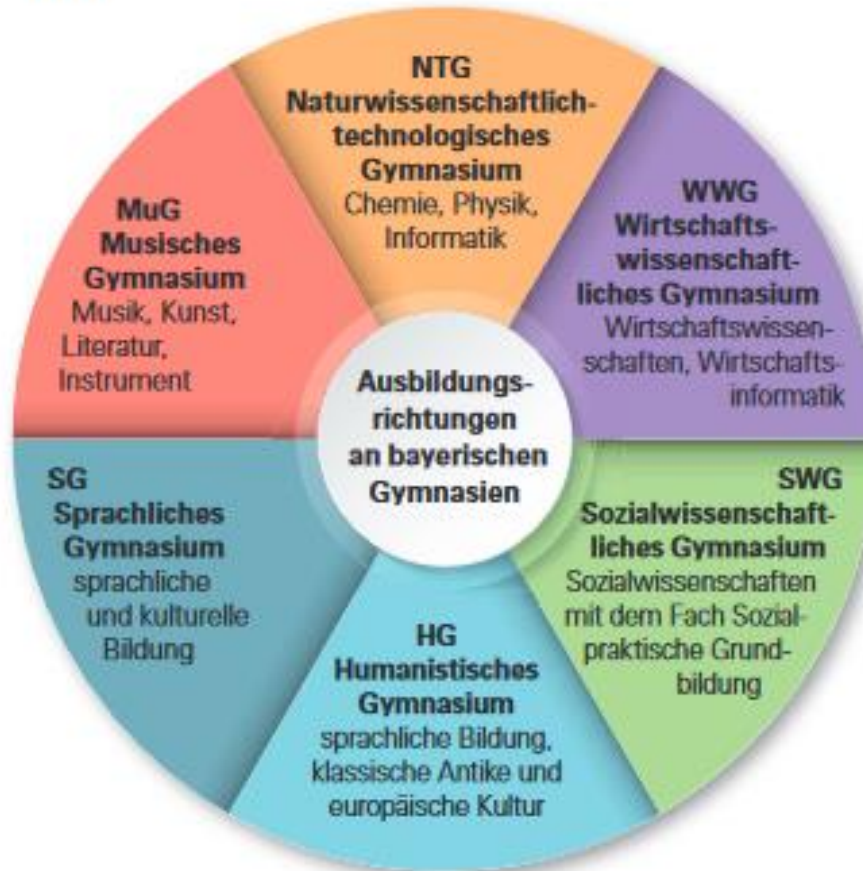 NTG
Naturwissenschaftlich-
technologisches
Gymnasium
Chemie, Physik,
Informatik
WWG
Wirtschafts-
wissenschaft-
liches Gymnasium
Wirtschaftswissen-
schaften, Wirtschafts-
informatik
SWG
Sozialwissenschaft-
liches Gymnasium
Sozialwissenschaften
mit dem Fach Sozial-
praktische Grund-
bildung
HG
Humanistisches
Gymnasium
sprachliche Bildung,
klassische Antike und
europäische Kultur
SG
Sprachliches
Gymnasium
sprachliche
und kulturelle
Bildung
MuG
Musisches
Gymnasium
Musik, Kunst,
Literatur,
Instrument
Ausbildungs-
richtungen
an bayerischen
Gymnasien